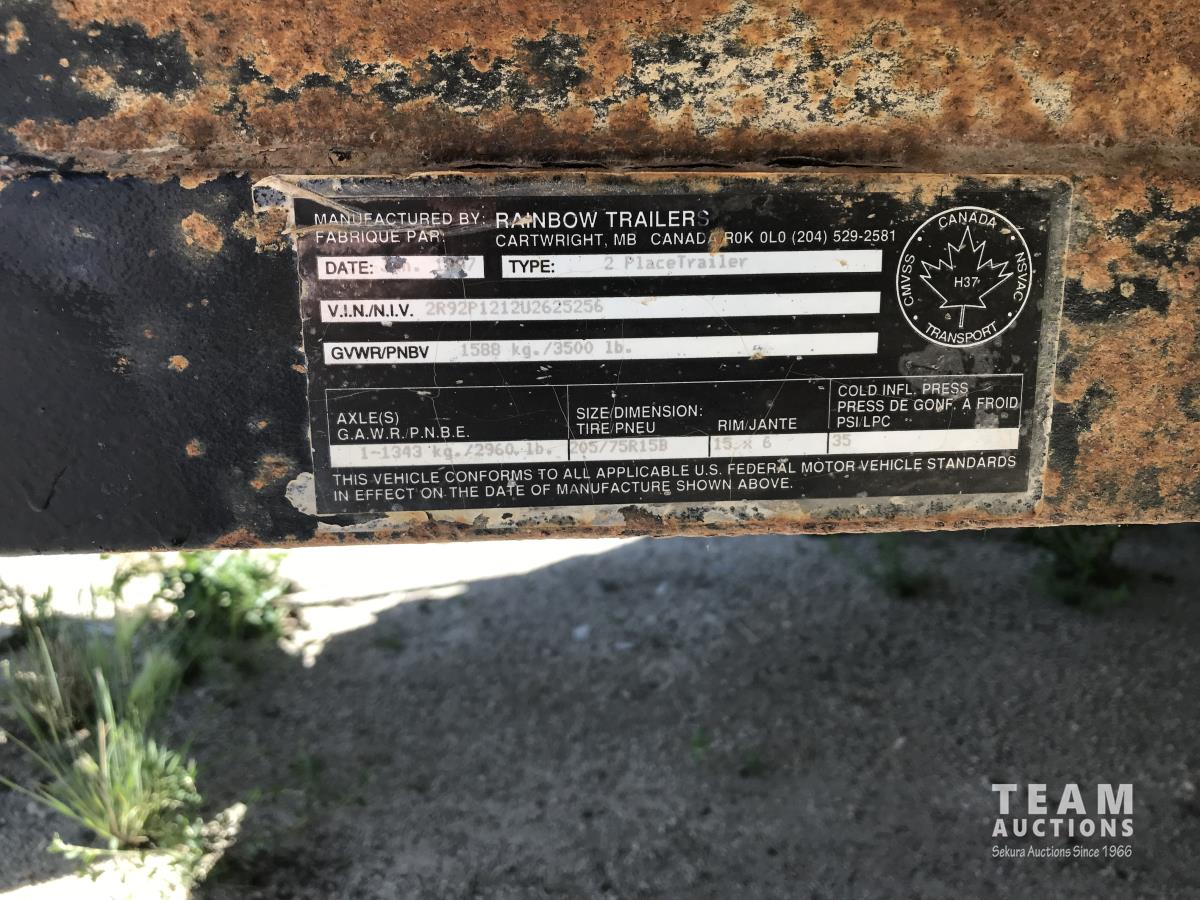 MANUFACTURED BY: RAINBOW TRAILERS
FABRIQUE PAR: CARTWRIGHT, MB CANADA R0K 0L0 (204) 529-2581
DATE: TYPE: 2 PlaceTrailer
V.I.N./N.I.V. 2R92P1212U2625256
GVWR/PNBV 1588 kg./3500 lb.
AXLE(S)
G.A.W.R./P.N.B.E.
1-1343 kg./2960 lb.
SIZE/DIMENSION:
TIRE/PNEU
205/75R15B
RIM/JANTE
15 x 6
COLD INFL. PRESS
PRESS DE GONF. A FROID
PSI/LPC
35
THIS VEHICLE CONFORMS TO ALL APPLICABLE U.S. FEDERAL MOTOR VEHICLE STANDARDS
IN EFFECT ON THE DATE OF MANUFACTURE SHOWN ABOVE.
CANADA
CMVSS
NSVAC
H37
TRANSPORT
TEAM
AUCTIONS
Sekura Auctions Since 1966